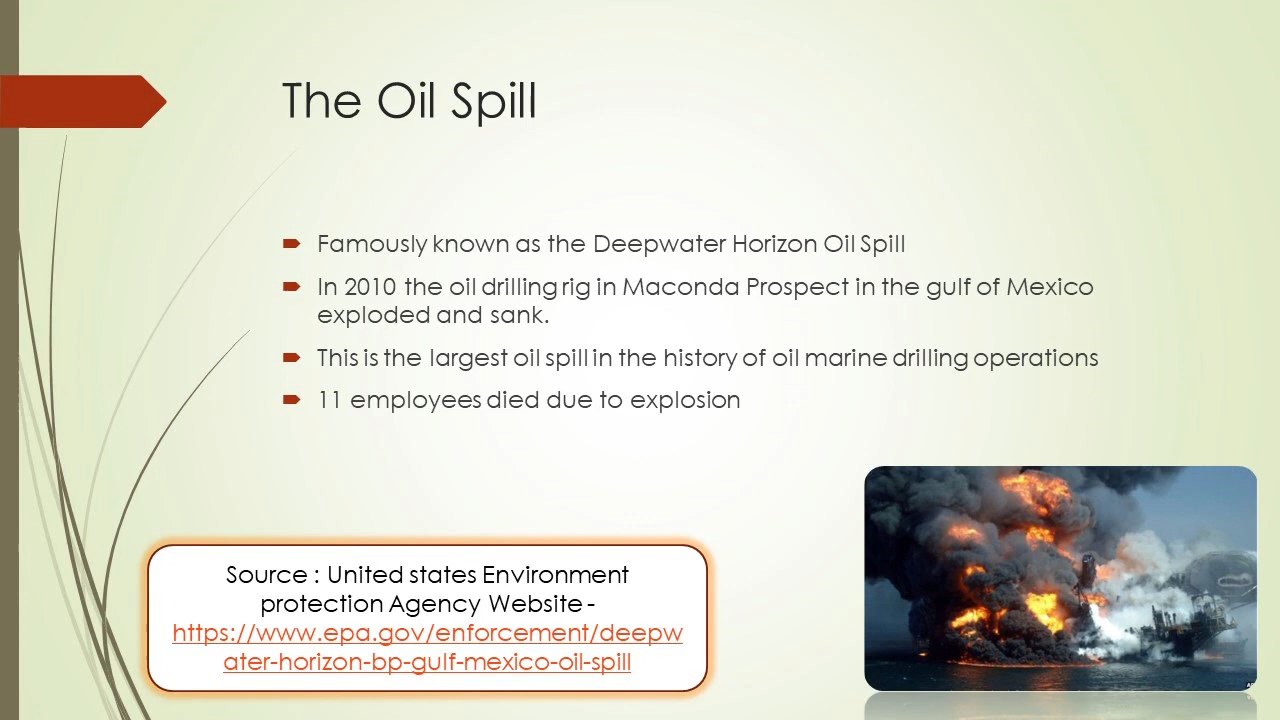 The Oil Spill
Famously known as the Deepwater Horizon Oil Spill
In 2010 the oil drilling rig in Maconda Prospect in the gulf of Mexico
exploded and sank.
This is the largest oil spill in the history of oil marine drilling operations
11 employees died due to explosion
Source : United states Environment
protection Agency Website -
https://www.epa.gov/enforcement/deepw
ater-horizon-bp-gulf-mexico-oil-spill